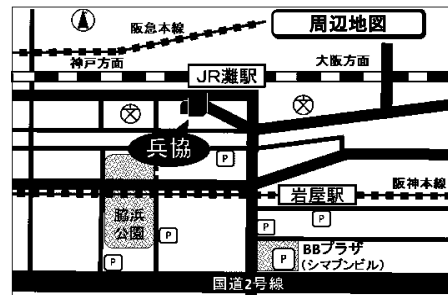 周辺地図
阪急本線
神戸方面
大阪方面
JR灘駅
文
文
兵協
P
岩屋駅
阪神本線
脇浜
公園
P
P
P
P
BBプラザ
(シマブンビル)
P
国道2号線